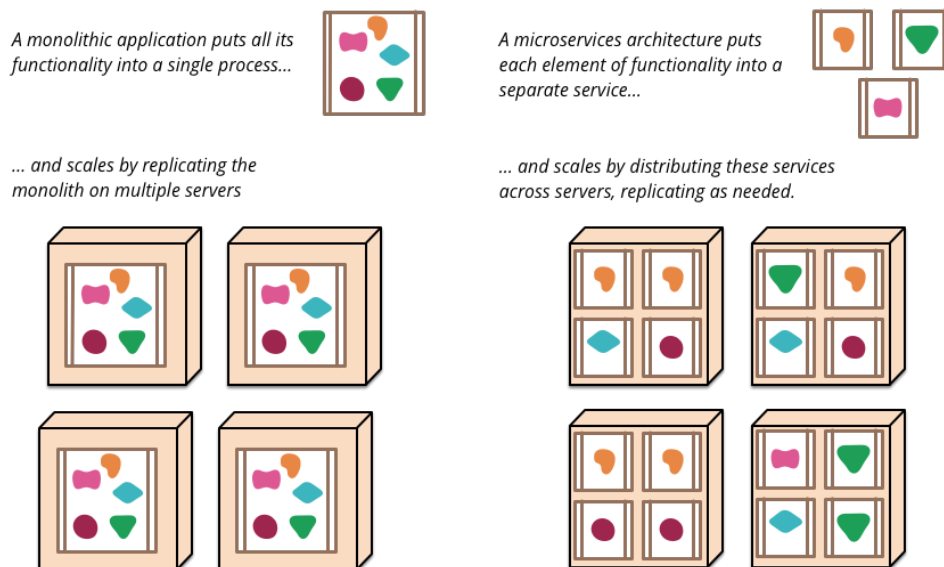 A monolithic application puts all its
functionality into a single process...
... and scales by replicating the
monolith on multiple servers
A microservices architecture puts
each element of functionality into a
separate service...
... and scales by distributing these services
across servers, replicating as needed.